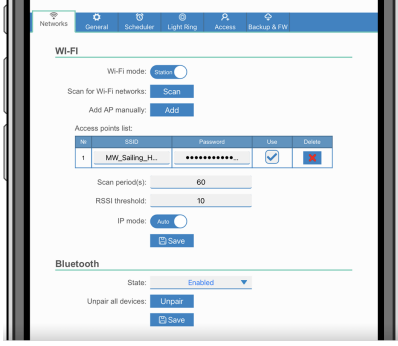 Networks General Scheduler Light Ring Access Backup & FW
WI-FI
Wi-Fi mode: Station
Scan for Wi-Fi networks: Scan
Add AP manually: Add
Access points list:
№ SSID Password Use Delete
1 MW_Sailing_H... ●●●●●●●●●●●...
Scan period(s): 60
RSSI threshold: 10
IP mode: Auto
Save
Bluetooth
State: Enabled
Unpair all devices: Unpair
Save